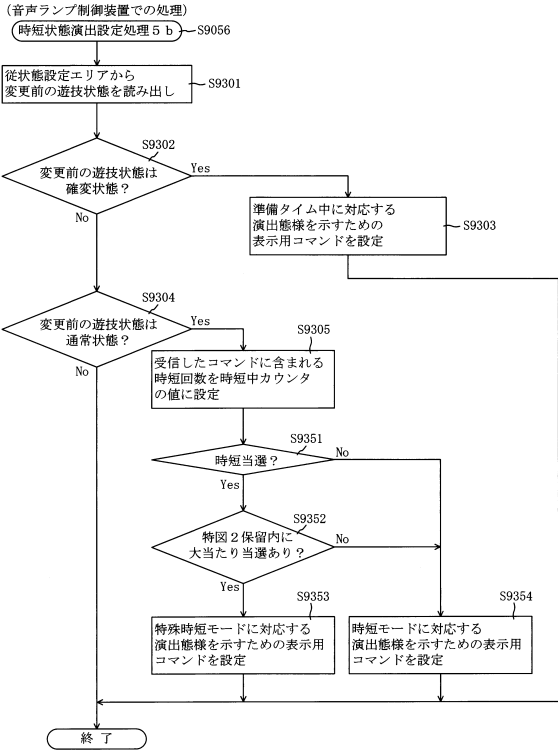 (音声ランプ制御装置での処理)
時短状態演出設定処理5b
S9056
従状態設定エリアから
変更前の遊技状態を読み出し
S9301
S9302
変更前の遊技状態は
確変状態?
Yes
No
準備タイム中に対応する
演出態様を示すための
表示用コマンドを設定
S9303
S9304
変更前の遊技状態は
通常状態?
Yes
No
S9305
受信したコマンドに含まれる
時短回数を時短中カウンタ
の値に設定
S9351
時短当選?
No
Yes
S9352
特図2保留内に
大当たり当選あり?
No
Yes
S9353
特殊時短モードに対応する
演出態様を示すための表示用
コマンドを設定
S9354
時短モードに対応する
演出態様を示すための表示用
コマンドを設定
終了